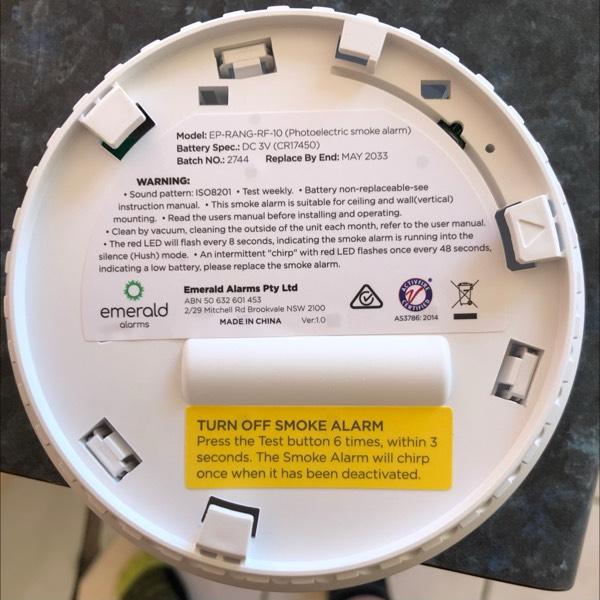 Model: EP-RANG-RF-10 (Photoelectric smoke alarm)
Battery Spec.: DC 3V (CR17450)
Batch NO.: 2744 Replace By End: MAY 2033
WARNING:
• Sound pattern: ISO8201 • Test weekly. • Battery non-replaceable-see
instruction manual. • This smoke alarm is suitable for ceiling and wall(vertical)
mounting. • Read the users manual before installing and operating.
• Clean by vacuum, cleaning the outside of the unit each month, refer to the user manual.
• The red LED will flash every 8 seconds, indicating the smoke alarm is running into the
silence (Hush) mode. • An intermittent "chirp" with red LED flashes once every 48 seconds,
indicating a low battery, please replace the smoke alarm.
emerald
alarms
Emerald Alarms Pty Ltd
ABN 50 632 601 453
2/29 Mitchell Rd Brookvale NSW 2100
MADE IN CHINA Ver:1.0
ACTIVFIRE
CERTIFIED
AS3786: 2014
TURN OFF SMOKE ALARM
Press the Test button 6 times, within 3
seconds. The Smoke Alarm will chirp
once when it has been deactivated.